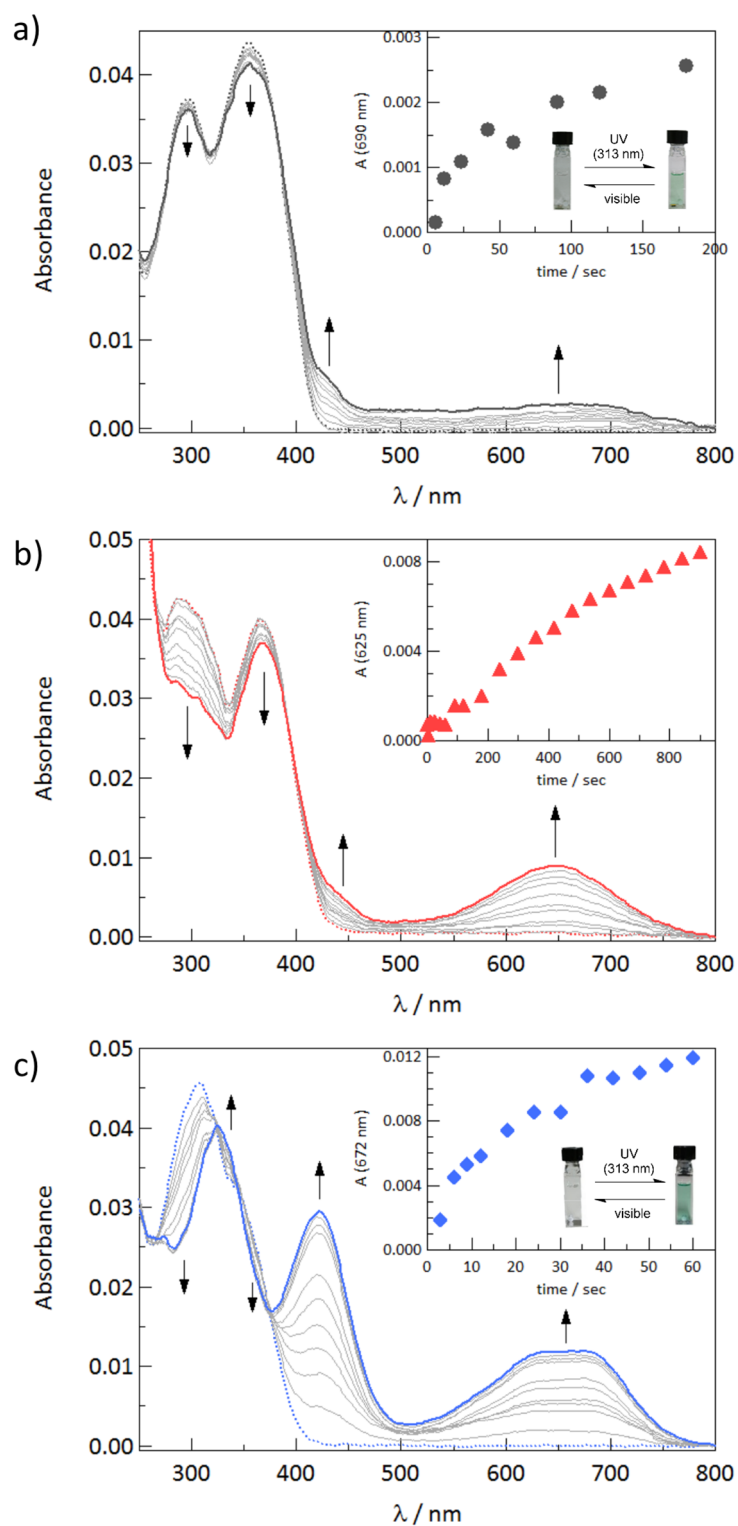 a)
Absorbance
0.04
0.03
0.02
0.01
0.00
300 400 500 600 700 800
λ / nm
A (690 nm)
0.003
0.002
0.001
0.000
0 50 100 150 200
time / sec
UV
(313 nm)
visible
b)
Absorbance
0.05
0.04
0.03
0.02
0.01
0.00
300 400 500 600 700 800
λ / nm
A (625 nm)
0.008
0.004
0.000
0 200 400 600 800
time / sec
c)
Absorbance
0.05
0.04
0.03
0.02
0.01
0.00
300 400 500 600 700 800
λ / nm
A (672 nm)
0.012
0.008
0.004
0.000
0 10 20 30 40 50 60
time / sec
UV
(313 nm)
visible